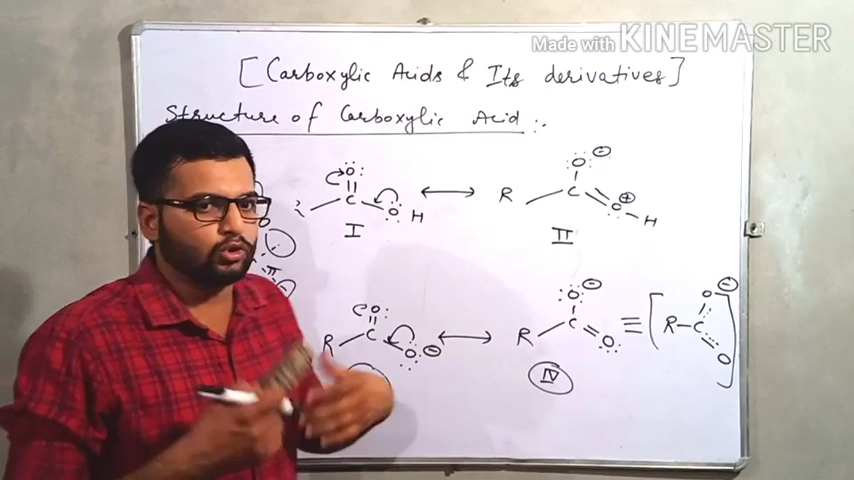 Made with KINEMASTER
[Carboxylic Acids & Its derivatives]
Structure of Carboxylic Acid :.
O O ⊖
C R C
O H O ⊕ H
I II
O O ⊖ O ⊖
R C O ⊖ R C O ≡ [R-C O]
IV